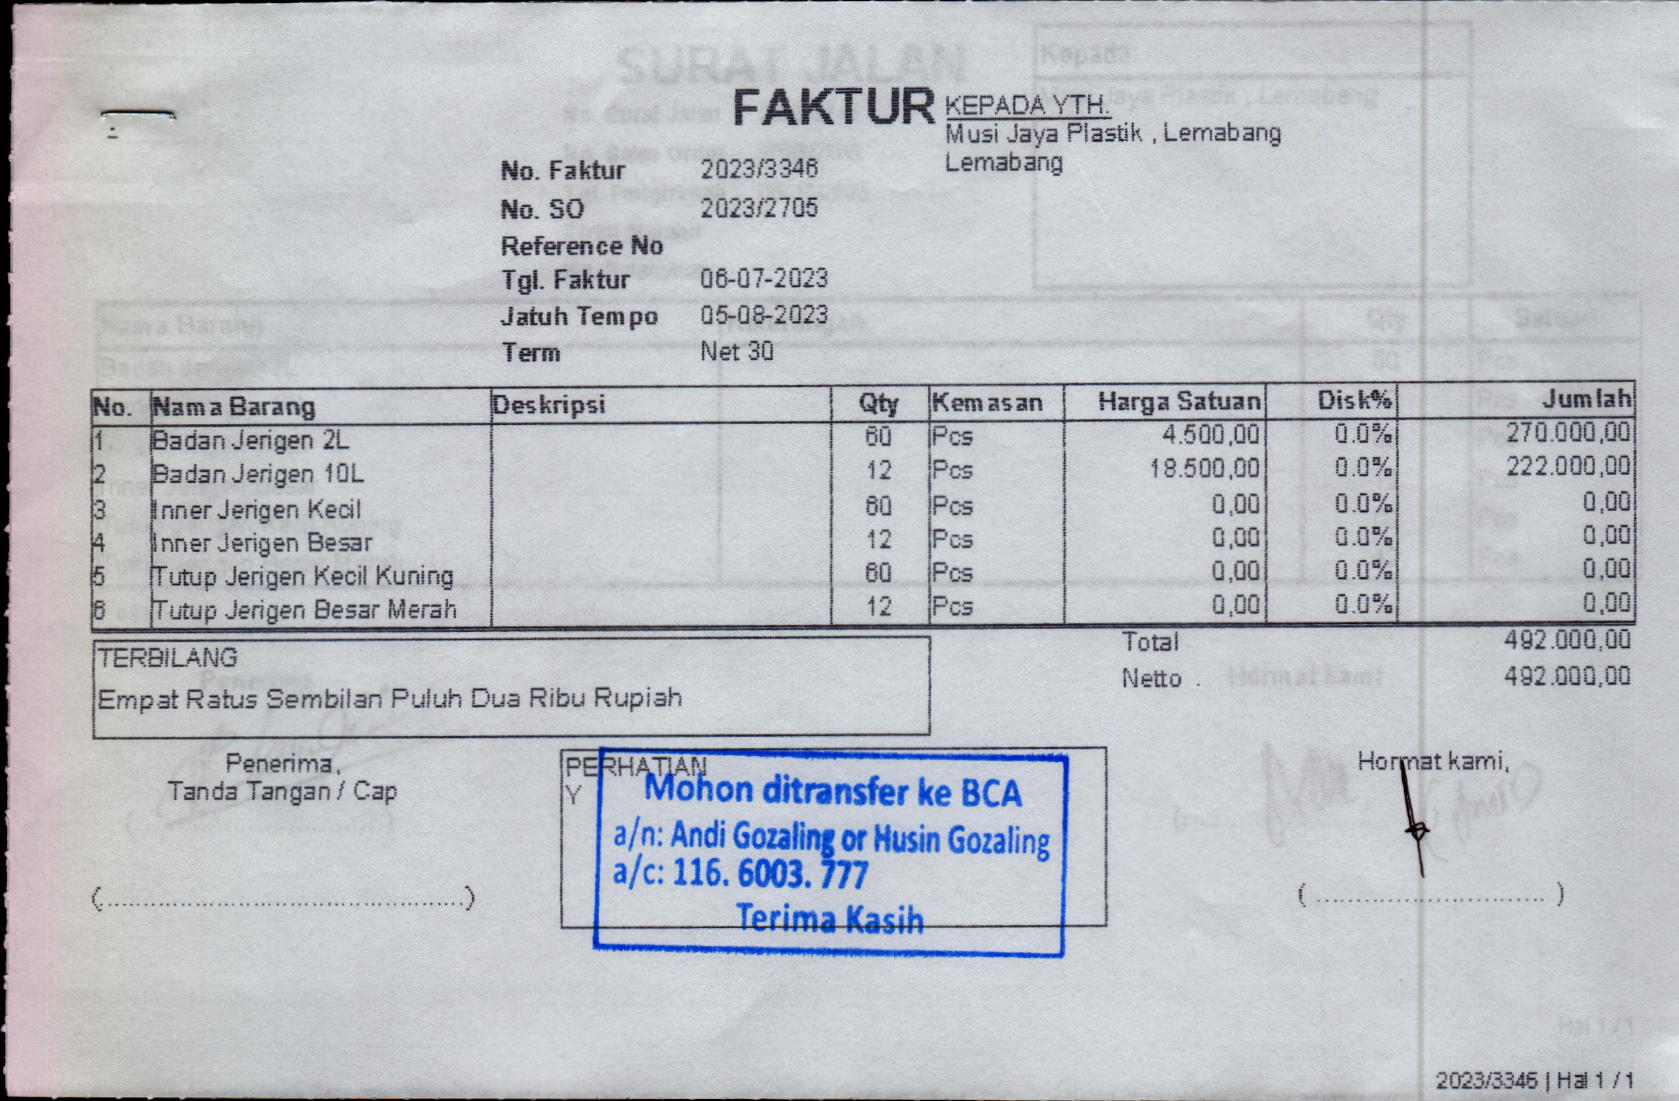 FAKTUR
KEPADA YTH.
Musi Jaya Plastik , Lemabang
Lemabang
No. Faktur 2023/3346
No. SO 2023/2705
Reference No
Tgl. Faktur 06-07-2023
Jatuh Tempo 05-08-2023
Term Net 30
No. Nama Barang Deskripsi Qty Kemasan Harga Satuan Disk% Jumlah
1 Badan Jerigen 2L 60 Pcs 4.500,00 0.0% 270.000,00
2 Badan Jerigen 10L 12 Pcs 18.500,00 0.0% 222.000,00
3 Inner Jerigen Kecil 60 Pcs 0,00 0.0% 0,00
4 Inner Jerigen Besar 12 Pcs 0,00 0.0% 0,00
5 Tutup Jerigen Kecil Kuning 60 Pcs 0,00 0.0% 0,00
6 Tutup Jerigen Besar Merah 12 Pcs 0,00 0.0% 0,00
Total 492.000,00
Netto 492.000,00
TERBILANG
Empat Ratus Sembilan Puluh Dua Ribu Rupiah
Penerima,
Tanda Tangan / Cap
(............................................)
PERHATIAN
Y
Mohon ditransfer ke BCA
a/n: Andi Gozaling or Husin Gozaling
a/c: 116. 6003. 777
Terima Kasih
Hormat kami,
(............................)
2023/3346 | Hal 1 / 1